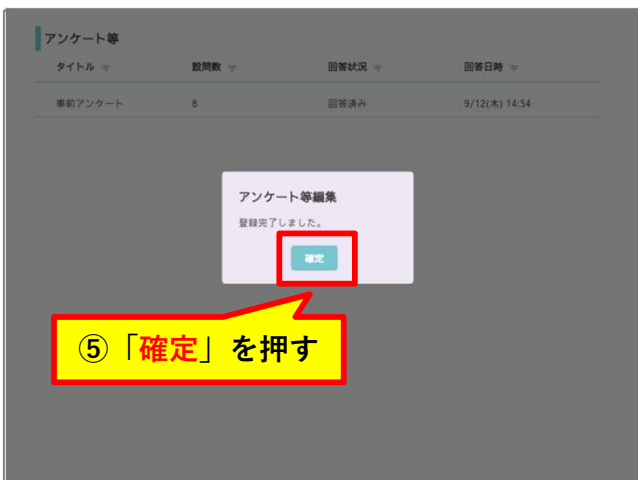 アンケート等
タイトル 設問数 回答状況 回答日時
事前アンケート 8 回答済み 9/12(木) 14:54
アンケート等編集
登録完了しました。
確定
⑤「確定」を押す